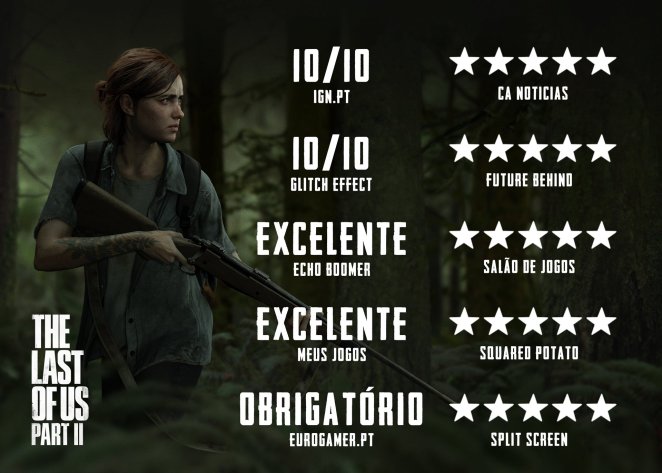 10/10
IGN.PT
10/10
GLITCH EFFECT
EXCELENTE
ECHO BOOMER
EXCELENTE
MEUS JOGOS
OBRIGATÓRIO
EUROGAMER.PT
CA NOTICIAS
FUTURE BEHIND
SALÃO DE JOGOS
SQUARED POTATO
SPLIT SCREEN
THE
LAST
OF US
PART II